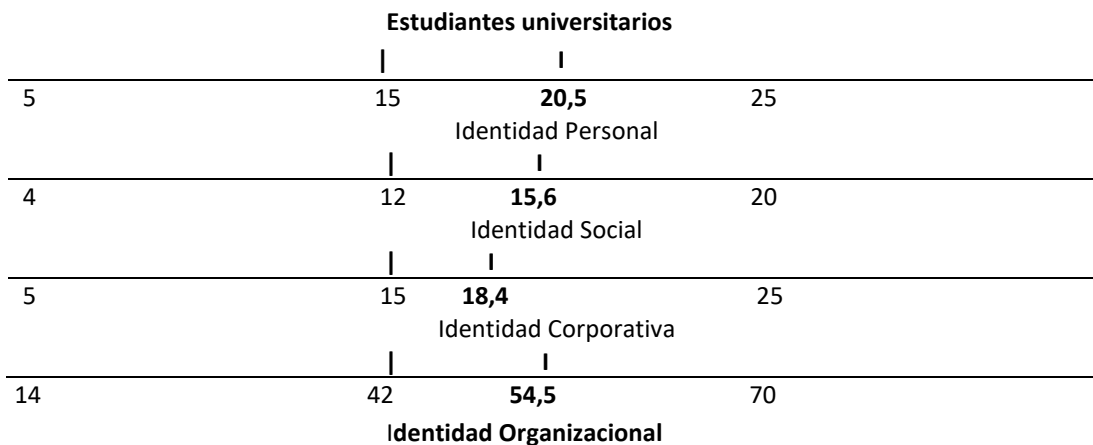 Estudiantes universitarios
5 15 20,5 25
Identidad Personal
4 12 15,6 20
Identidad Social
5 15 18,4 25
Identidad Corporativa
14 42 54,5 70
Identidad Organizacional